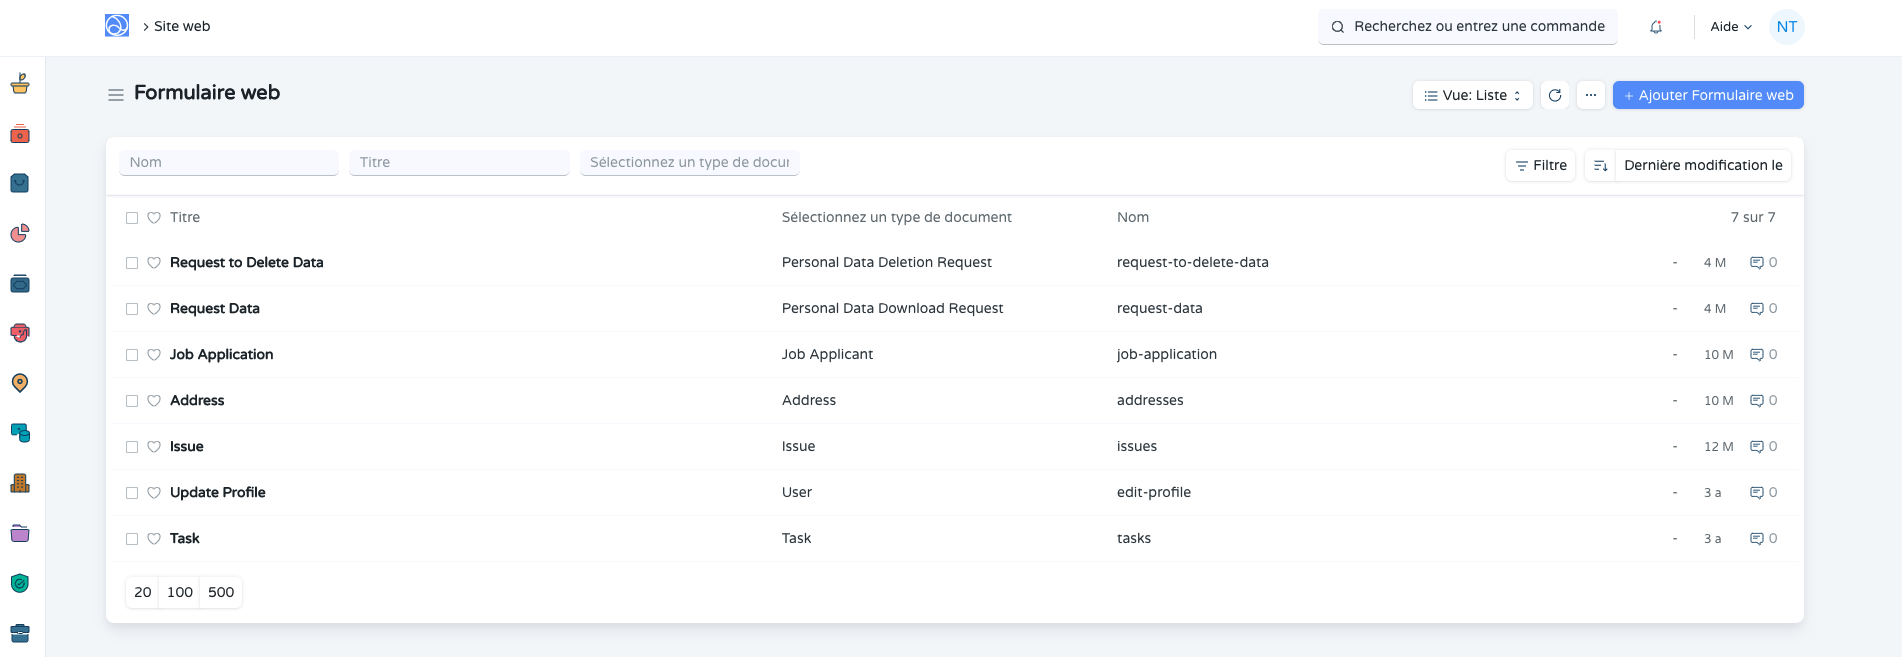 Site web
Recherchez ou entrez une commande
Aide
NT
Formulaire web
Vue: Liste
...
+ Ajouter Formulaire web
Nom
Titre
Sélectionnez un type de docur
Filtre
Dernière modification le
Titre Sélectionnez un type de document Nom 7 sur 7
Request to Delete Data Personal Data Deletion Request request-to-delete-data - 4 M 0
Request Data Personal Data Download Request request-data - 4 M 0
Job Application Job Applicant job-application - 10 M 0
Address Address addresses - 10 M 0
Issue Issue issues - 12 M 0
Update Profile User edit-profile - 3 a 0
Task Task tasks - 3 a 0
20 100 500